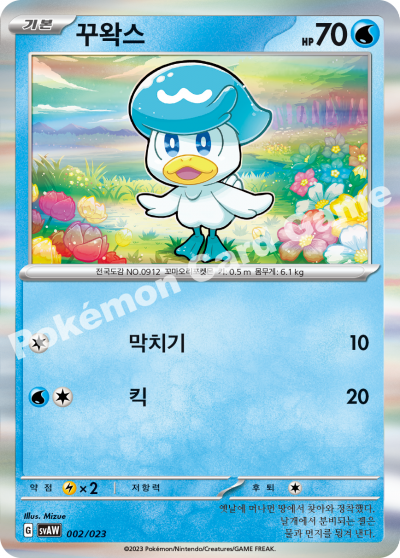 기본 꾸왁스 HP 70
전국도감 NO.0912 꼬마오리포켓몬 키: 0.5 m 몸무게: 6.1 kg
Pokémon Card Game
막치기 10
킥 20
약점 ×2 저항력 후퇴
Illus. Mizue
G svAW 002/023
옛날에 머나먼 땅에서 찾아와 정착했다.
날개에서 분비되는 젤은
물과 먼지를 튕겨 낸다.
©2023 Pokémon/Nintendo/Creatures/GAME FREAK.